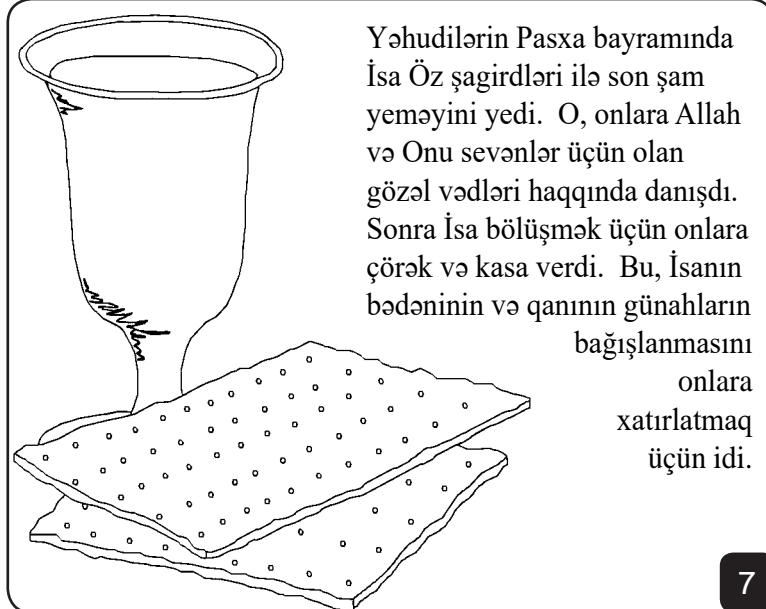 Yəhudilərin Pasxa bayramında
İsa Öz şagirdləri ilə son şam
yeməyini yedi.  O, onlara Allah
və Onu sevənlər üçün olan
gözəl vədləri haqqında danışdı.
Sonra İsa bölüşmək üçün onlara
çörək və kasa verdi.  Bu, İsanın
bədəninin və qanının günahların
bağışlanmasını
onlara
xatırlatmaq
üçün idi.
7